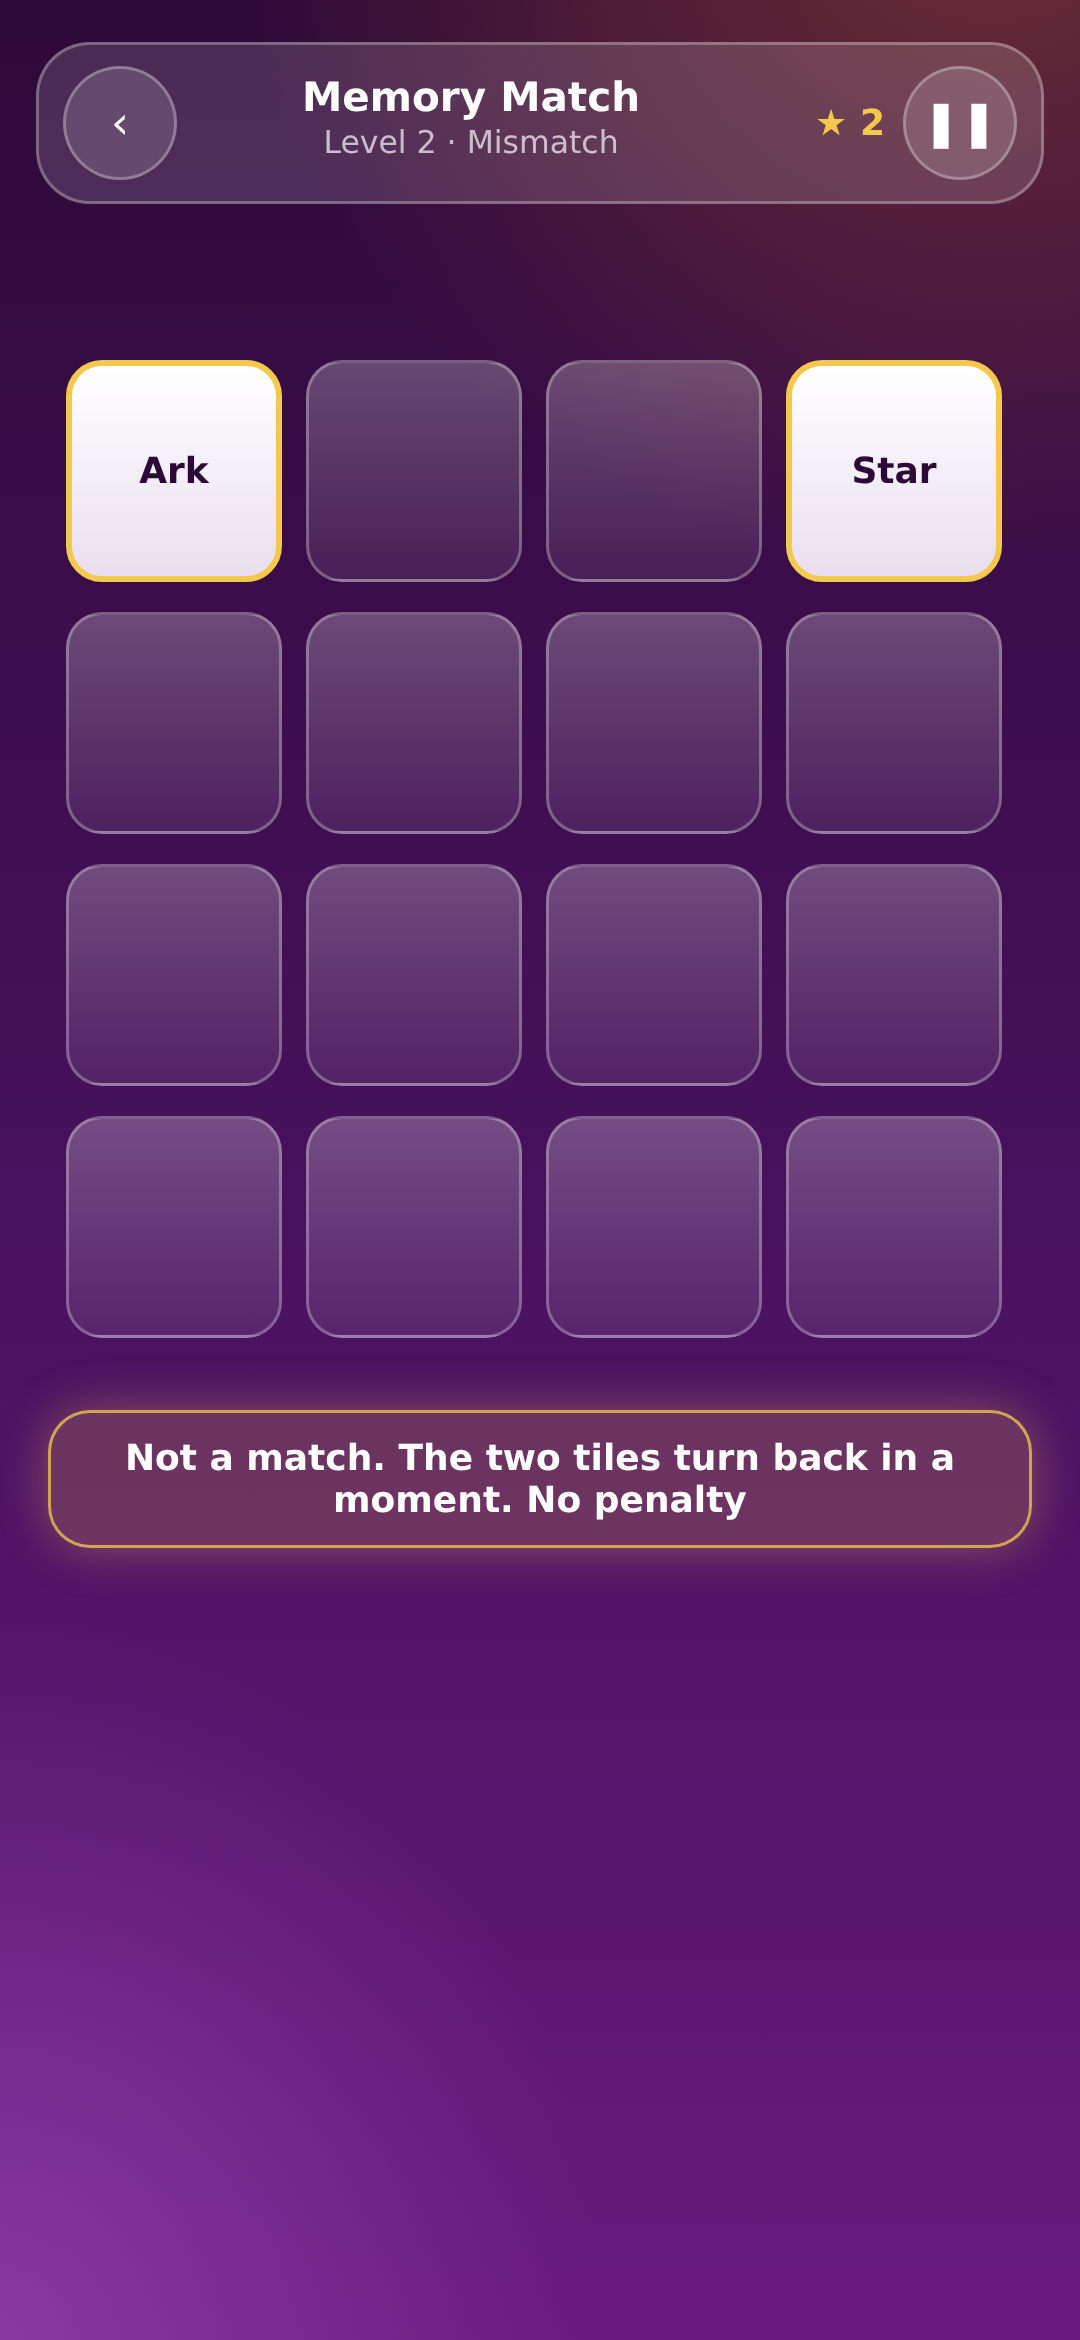 ‹
Memory Match
Level 2 · Mismatch
★ 2
Ark
Star
Not a match. The two tiles turn back in a
moment. No penalty